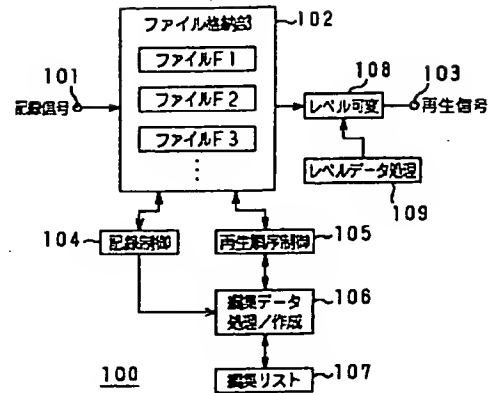 ファイル格納部
102
ファイルF1
ファイルF2
ファイルF3
101
記録信号
108
103
レベル可変
再生信号
レベルデータ処理
109
104
記録制御
再生順序制御
105
編集データ
処理/作成
106
100
編集リスト
107